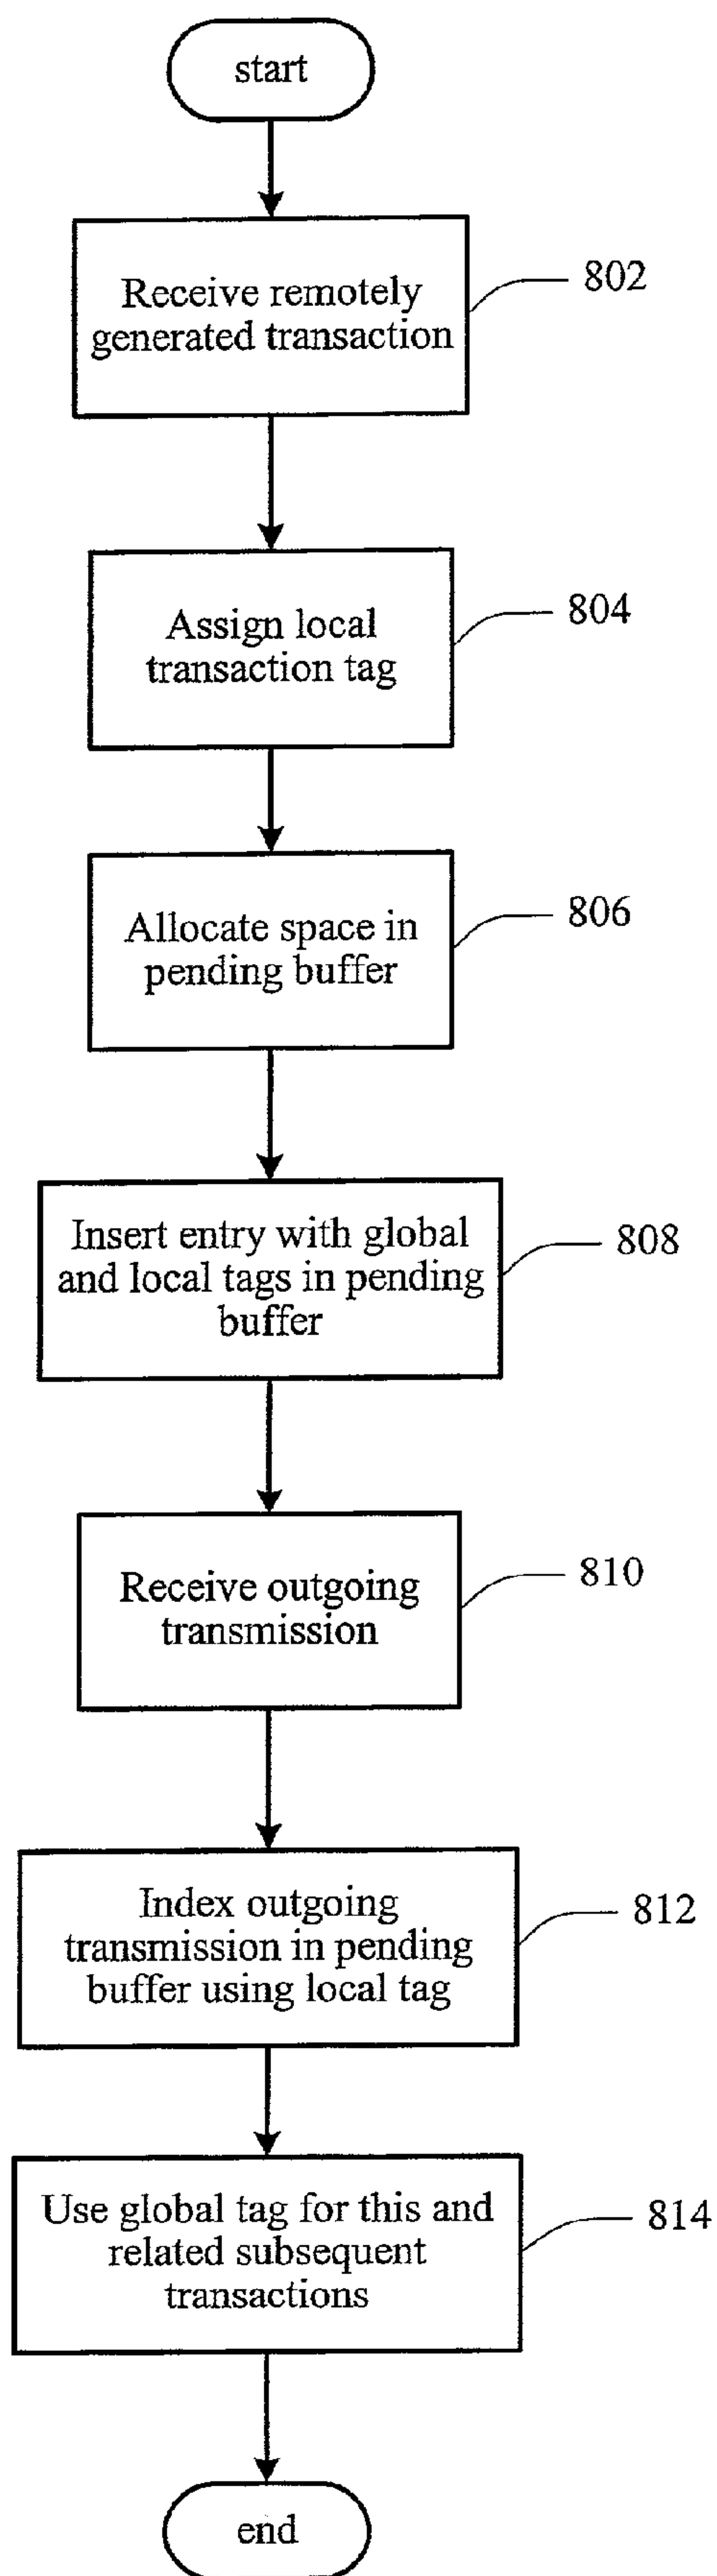 start
Receive remotely
generated transaction
802
Assign local
transaction tag
804
Allocate space in
pending buffer
806
Insert entry with global
and local tags in pending
buffer
808
Receive outgoing
transmission
810
Index outgoing
transmission in pending
buffer using local tag
812
Use global tag for this and
related subsequent
transactions
814
end